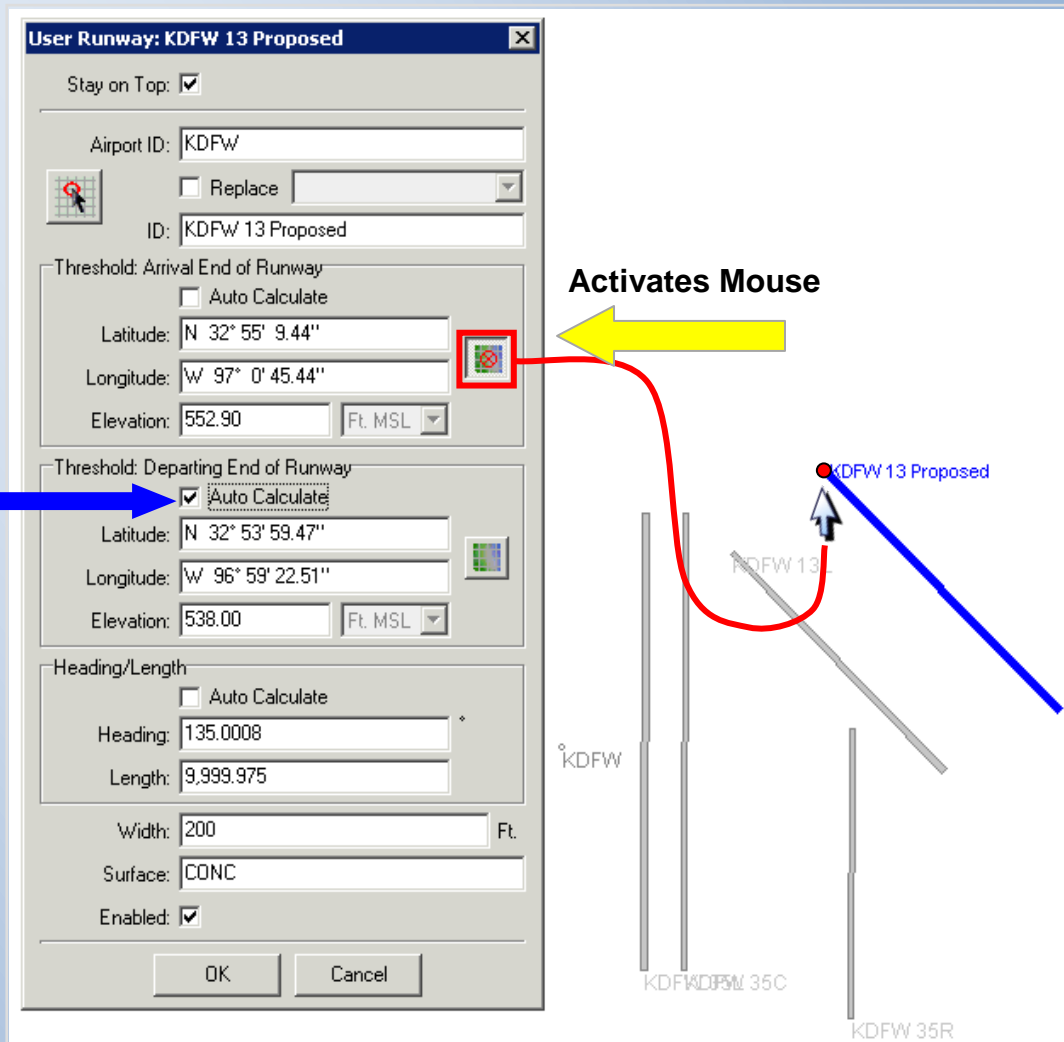 User Runway: KDFW 13 Proposed
Stay on Top:
Airport ID: KDFW
Replace
ID: KDFW 13 Proposed
Threshold: Arrival End of Runway
Auto Calculate
Latitude: N 32° 55' 9.44"
Longitude: W 97° 0' 45.44"
Elevation: 552.90 Ft. MSL
Threshold: Departing End of Runway
Auto Calculate
Latitude: N 32° 53' 59.47"
Longitude: W 96° 59' 22.51"
Elevation: 538.00 Ft. MSL
Heading/Length
Auto Calculate
Heading: 135.0008 °
Length: 9,999.975
Width: 200 Ft.
Surface: CONC
Enabled:
OK Cancel
Activates Mouse
KDFW 13 Proposed
KDFW 13L
KDFW
KDFW 35C
KDFW 35R